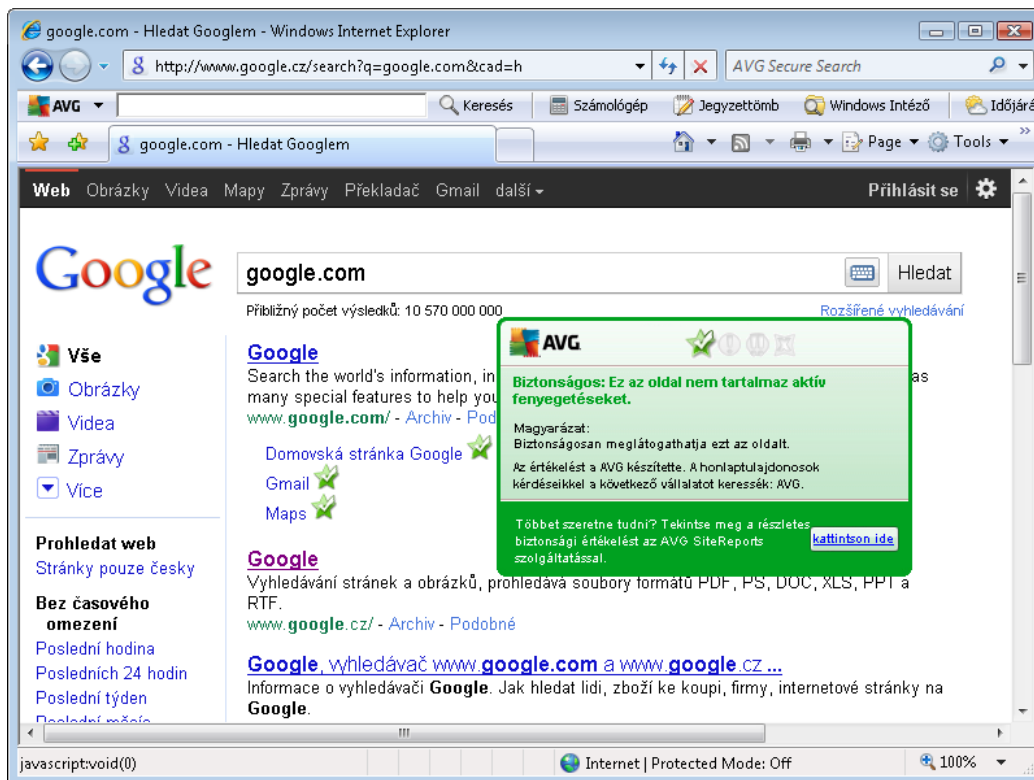 google.com - Hledat Googlem - Windows Internet Explorer
http://www.google.cz/search?q=google.com&cad=h
AVG Secure Search
AVG
Keresés
Számológép
Jegyzettömb
Windows Intéző
Időjárá
google.com - Hledat Googlem
Page
Tools
Web Obrázky Videa Mapy Zprávy Překladač Gmail další
Přihlásit se
Google
google.com
Hledat
Přibližný počet výsledků: 10 570 000 000
Rozšířené vyhledávání
Vše
Obrázky
Videa
Zprávy
Více
Prohledat web
Stránky pouze česky
Bez časového
omezení
Poslední hodina
Posledních 24 hodin
Poslední týden
Poslední měsíc
Google
Search the world's information, in
as
many special features to help you
www.google.com/ - Archiv - Pod
Domovská stránka Google
Gmail
Maps
AVG
Biztonságos: Ez az oldal nem tartalmaz aktív
fenyegetéseket.
Magyarázat:
Biztonságosan meglátogathatja ezt az oldalt.
Az értékelést a AVG készítette. A honlaptulajdonosok
kérdéseikkel a következő vállalatot keressék: AVG.
Többet szeretne tudni? Tekintse meg a részletes
biztonsági értékelést az AVG SiteReports
szolgáltatással.
kattintson ide
Google
Vyhledávání stránek a obrázků, prohledává soubory formátů PDF, PS, DOC, XLS, PPT a
RTF.
www.google.cz/ - Archiv - Podobné
Google, vyhledávač www.google.com a www.google.cz ...
Informace o vyhledávači Google. Jak hledat lidi, zboží ke koupi, firmy, internetové stránky na
Google.
javascript:void(0)
Internet | Protected Mode: Off
100%